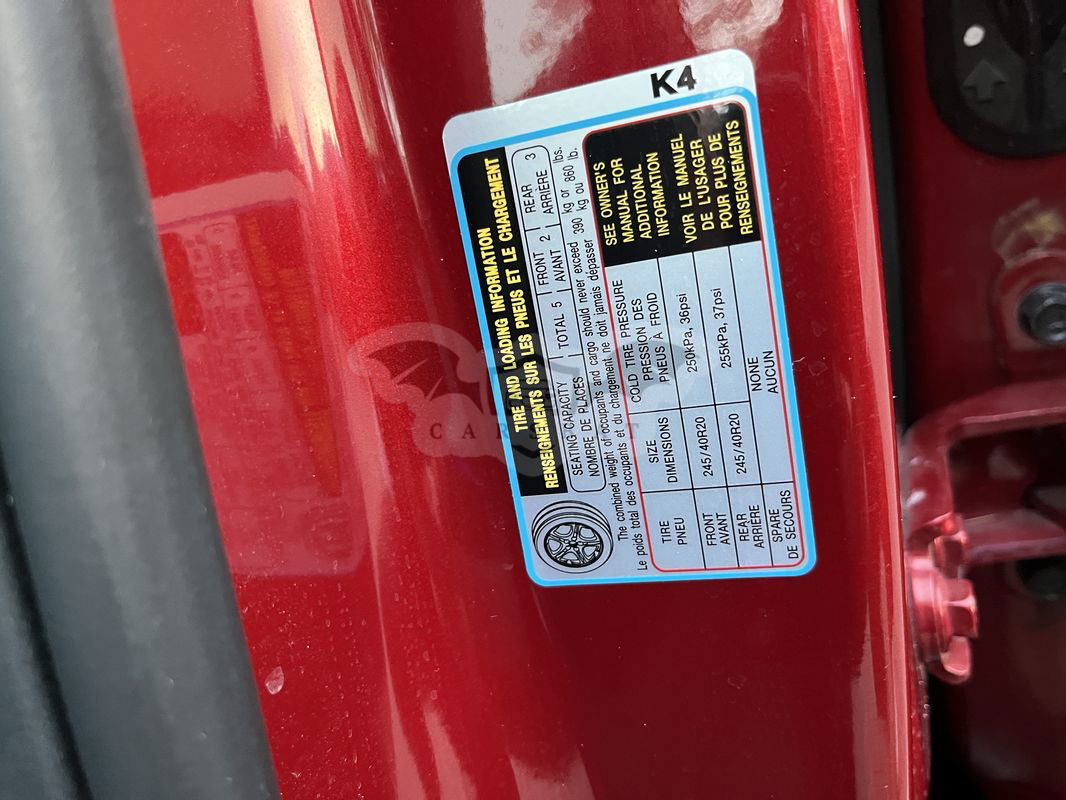 K4
TIRE AND LOADING INFORMATION
RENSEIGNEMENTS SUR LES PNEUS ET LE CHARGEMENT
SEATING CAPACITY
NOMBRE DE PLACES
TOTAL 5
FRONT 2
AVANT 2
REAR 3
ARRIÈRE
The combined weight of occupants and cargo should never exceed 390 kg or 860 lbs.
Le poids total des occupants et du chargement ne doit jamais dépasser kg ou lb.
TIRE
PNEU
SIZE
DIMENSIONS
COLD TIRE PRESSURE
PRESSION DES
PNEUS À FROID
SEE OWNER'S
MANUAL FOR
ADDITIONAL
INFORMATION
VOIR LE MANUEL
DE L'USAGER
POUR PLUS DE
RENSEIGNEMENTS
FRONT
AVANT
245/40R20
250kPa, 36psi
REAR
ARRIÈRE
245/40R20
255kPa, 37psi
SPARE
DE SECOURS
NONE
AUCUN